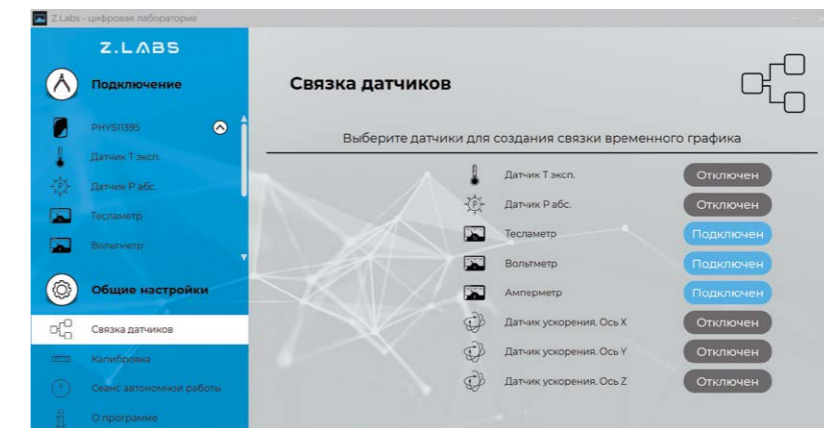 Z.Labs - цифровая лаборатория
Z.LABS
Подключение
PHYS11395
Датчик Т эксп.
Датчик Р абс.
Тесламетр
Вольтметр
Общие настройки
Связка датчиков
Калибровка
Сеанс автономной работы
О программе
Связка датчиков
Выберите датчики для создания связки временного графика
Датчик Т эксп. Отключен
Датчик Р абс. Отключен
Тесламетр Подключен
Вольтметр Подключен
Амперметр Подключен
Датчик ускорения. Ось X Отключен
Датчик ускорения. Ось Y Отключен
Датчик ускорения. Ось Z Отключен